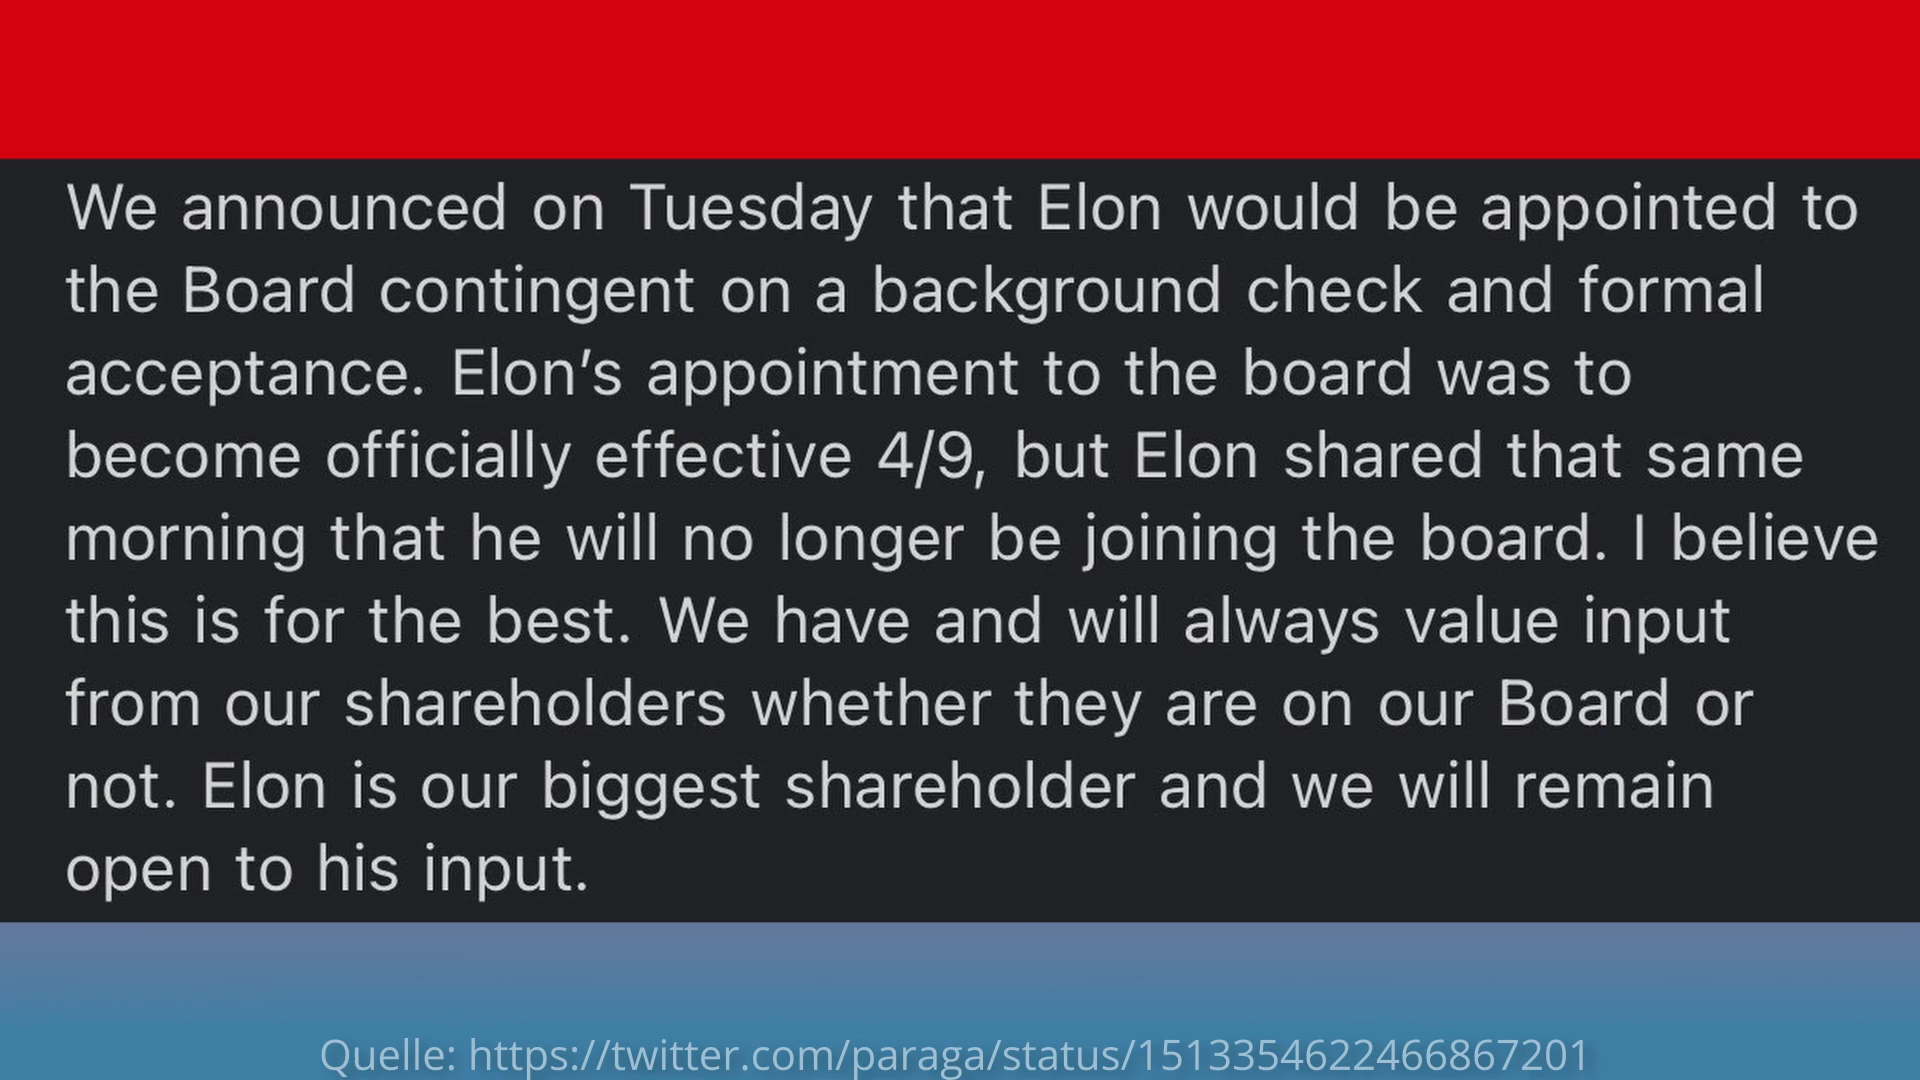 We announced on Tuesday that Elon would be appointed to
the Board contingent on a background check and formal
acceptance. Elon’s appointment to the board was to
become officially effective 4/9, but Elon shared that same
morning that he will no longer be joining the board. I believe
this is for the best. We have and will always value input
from our shareholders whether they are on our Board or
not. Elon is our biggest shareholder and we will remain
open to his input.
Quelle: https://twitter.com/paraga/status/1513354622466867201